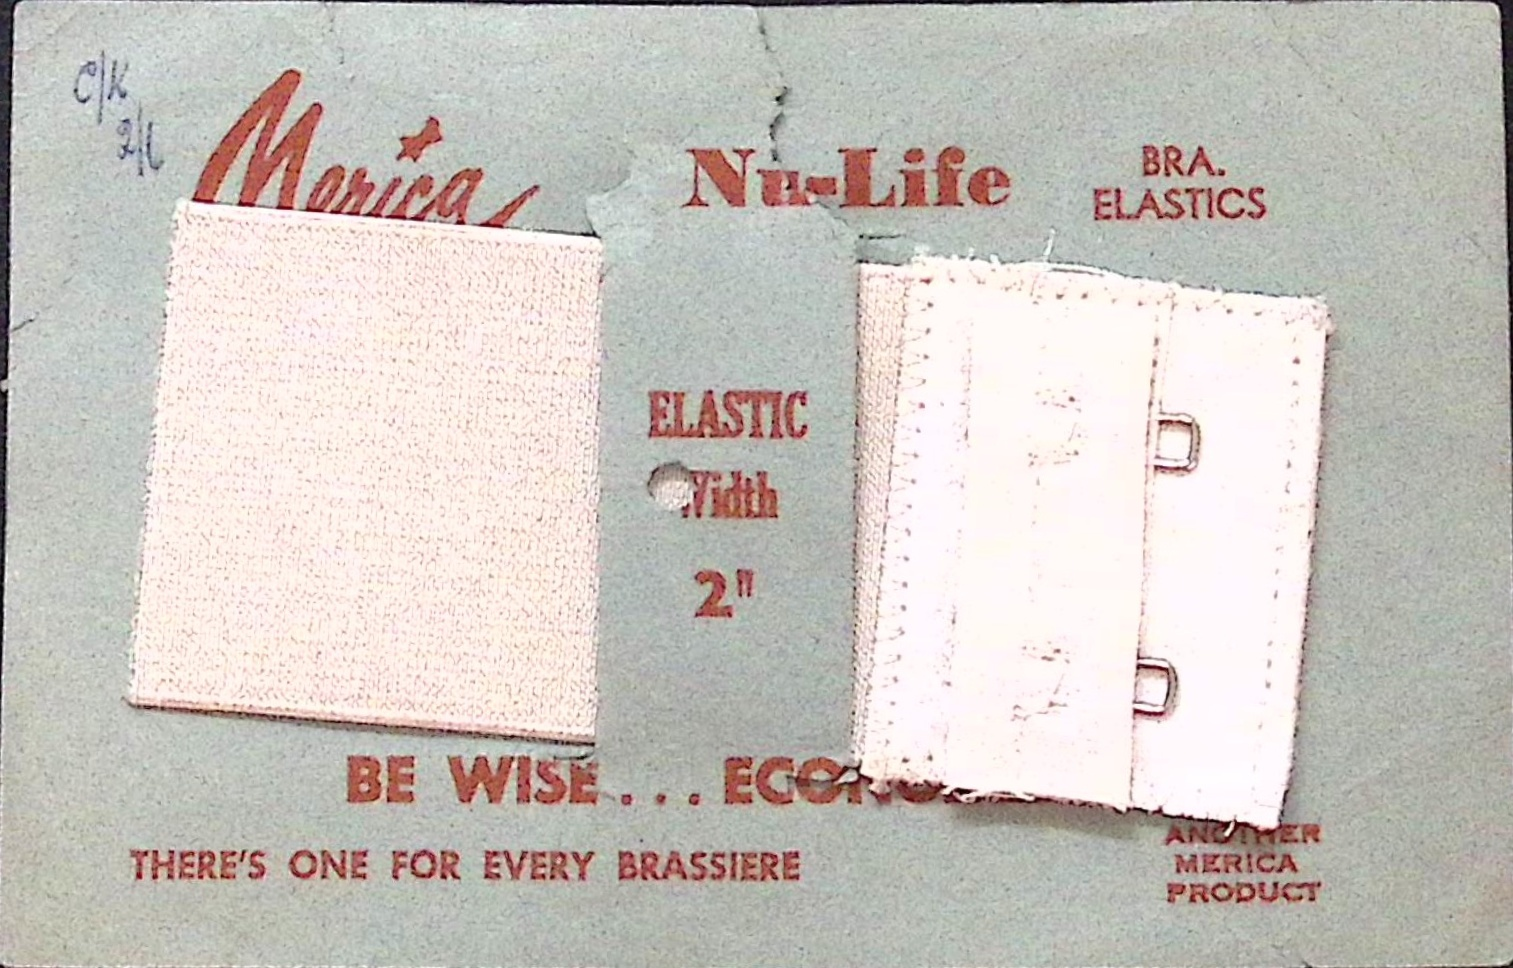 C/K
2/6
Merica
Nu-Life
BRA.
ELASTICS
ELASTIC
Width
2"
BE WISE... ECONO
THERE'S ONE FOR EVERY BRASSIERE
ANOTHER
MERICA
PRODUCT